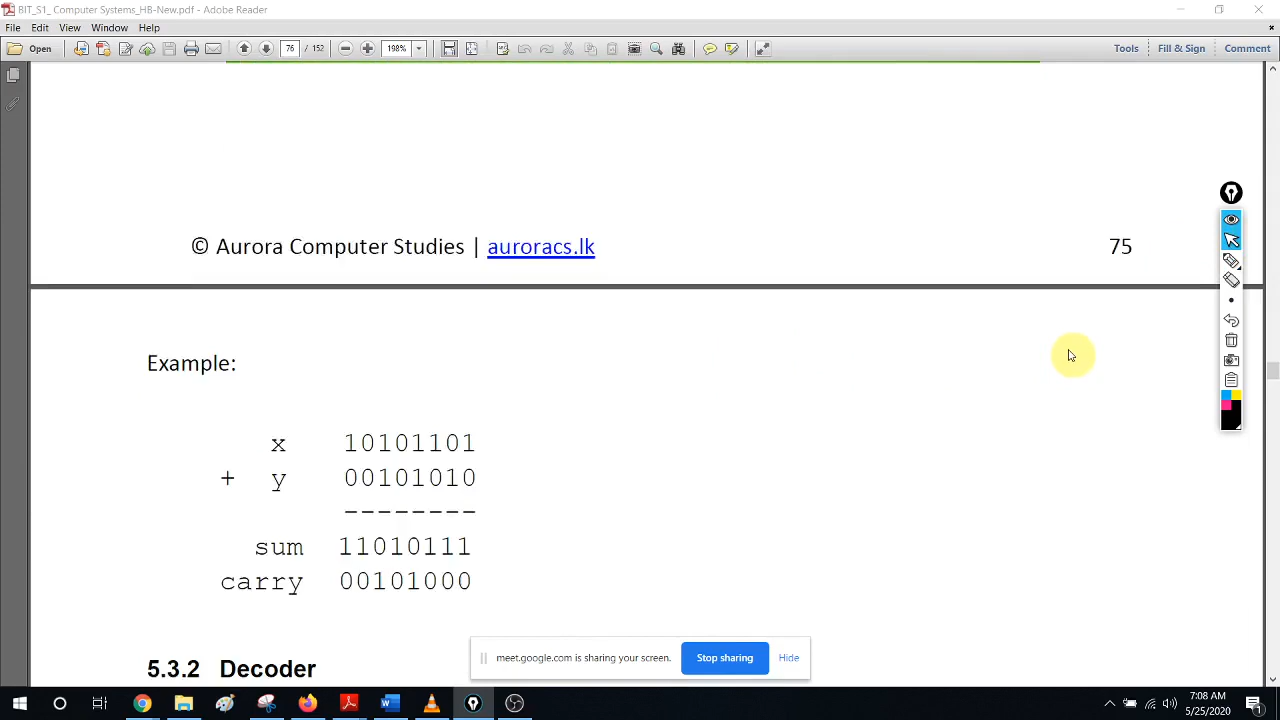 BIT_S1_ Computer Systems_HB-New.pdf - Adobe Reader
File Edit View Window Help
Open 76 / 152 198% Tools Fill & Sign Comment
© Aurora Computer Studies | auroracs.lk 75
Example:
x 10101101
+ y 00101010
--------
sum 11010111
carry 00101000
meet.google.com is sharing your screen. Stop sharing Hide
5.3.2 Decoder
7:08 AM
5/25/2020